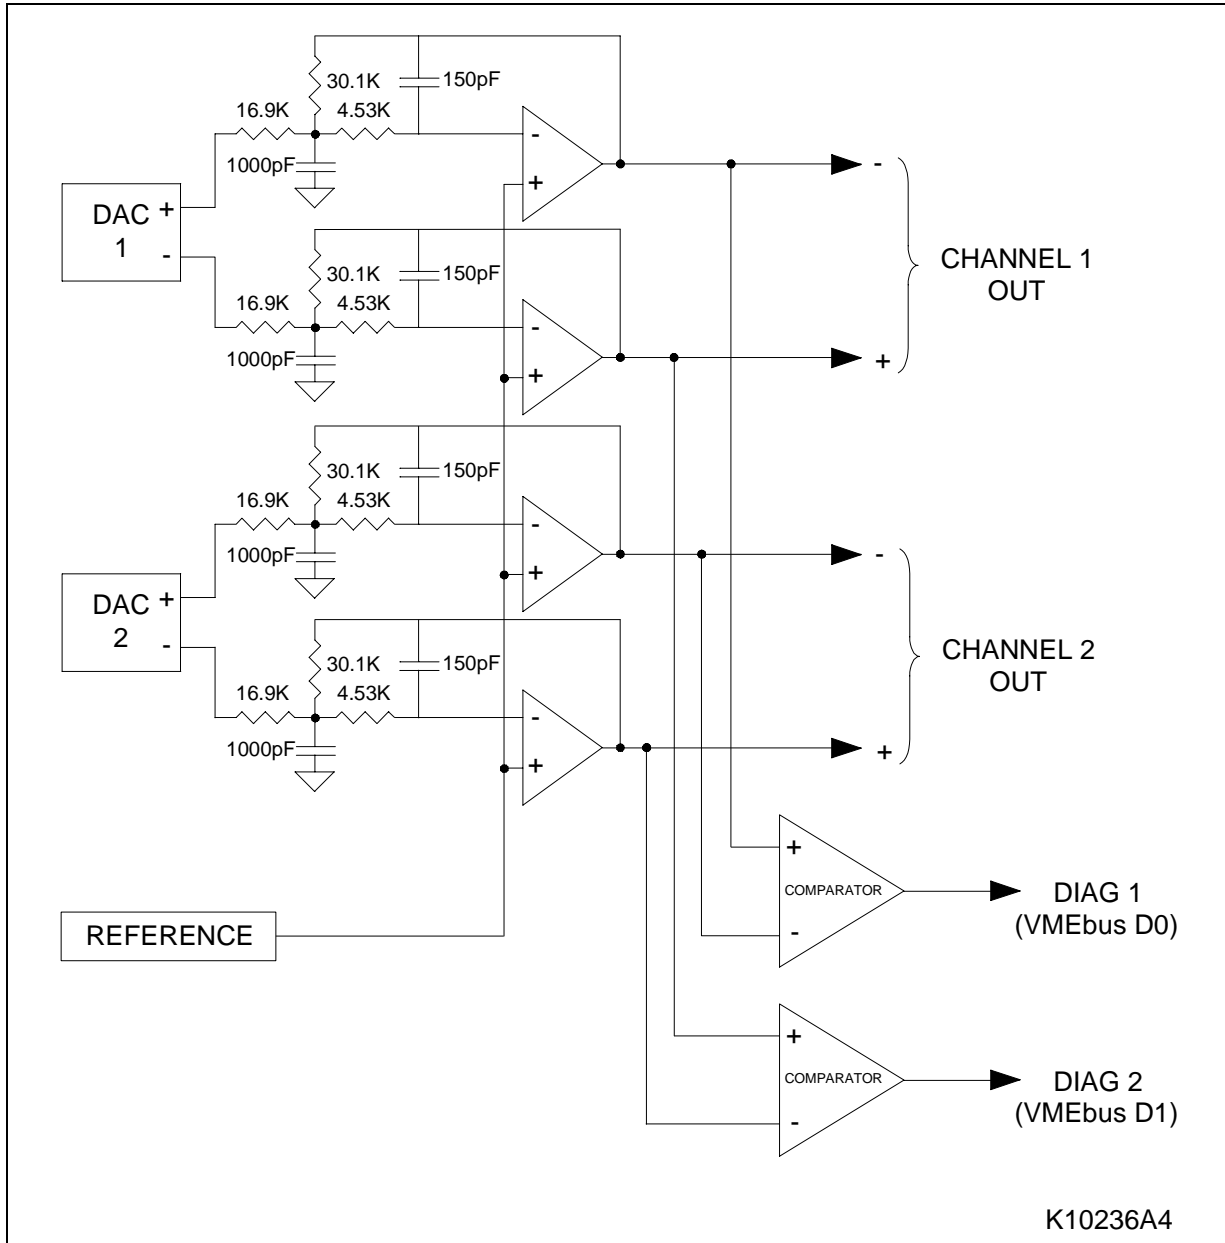 30.1K
150pF
16.9K
4.53K
-
1000pF
+
-
DAC +
1
-
CHANNEL 1
OUT
30.1K
150pF
16.9K
4.53K
-
1000pF
+
+
30.1K
150pF
16.9K
4.53K
-
1000pF
+
-
DAC +
2
-
CHANNEL 2
OUT
30.1K
150pF
16.9K
4.53K
-
1000pF
+
+
+
COMPARATOR
-
DIAG 1
(VMEbus D0)
REFERENCE
+
COMPARATOR
-
DIAG 2
(VMEbus D1)
K10236A4